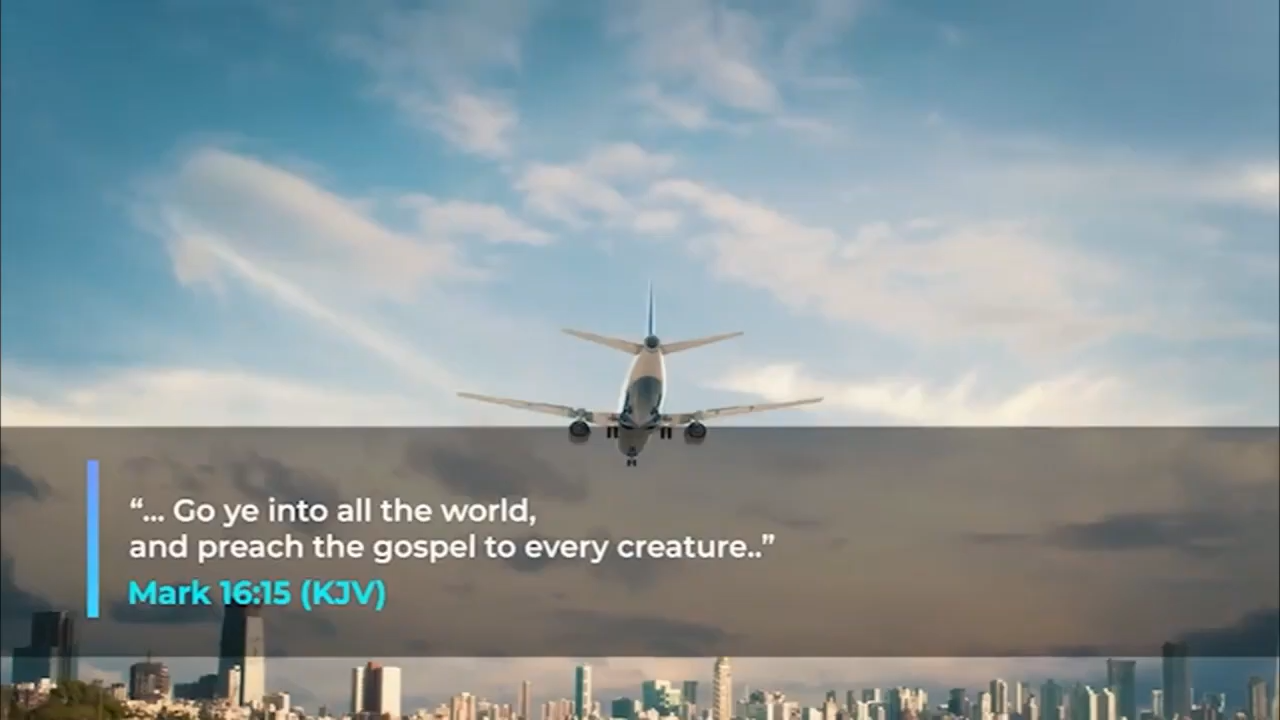 “... Go ye into all the world,
and preach the gospel to every creature..”
Mark 16:15 (KJV)